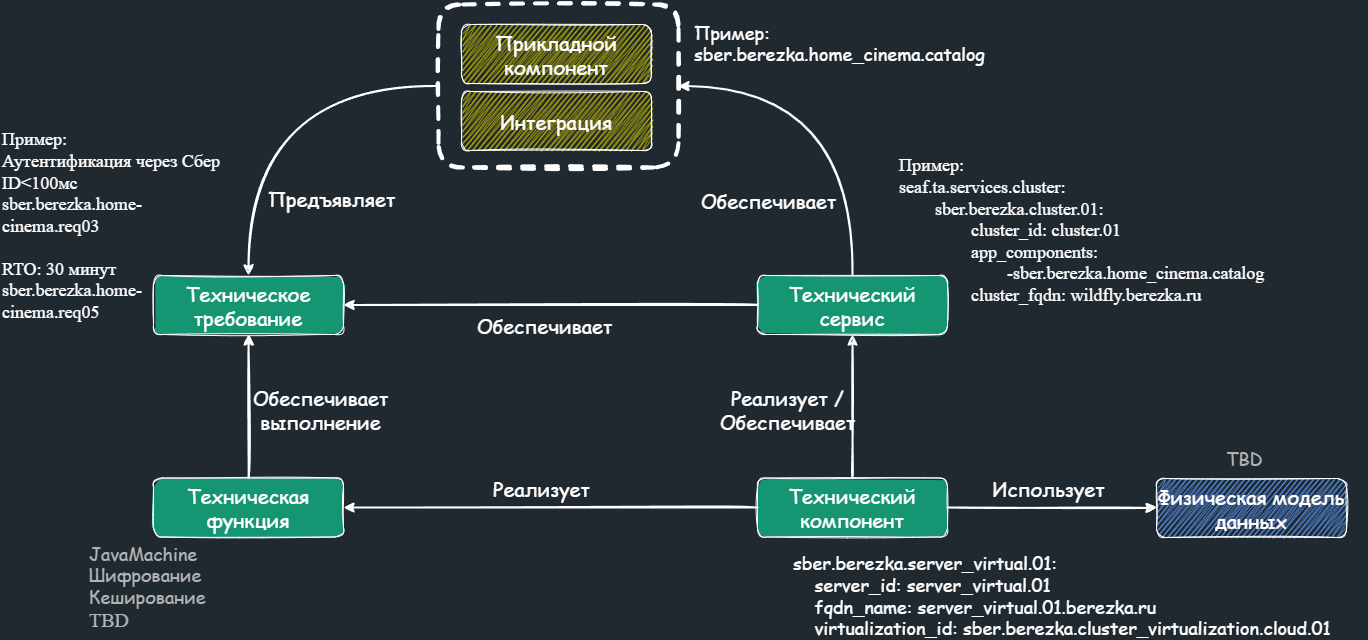 Прикладной
компонент
Интеграция
Пример:
sber.berezka.home_cinema.catalog
Пример:
Аутентификация через Сбер
ID<100мс
sber.berezka.home-
cinema.req03
RTO: 30 минут
sber.berezka.home-
cinema.req05
Предъявляет
Обеспечивает
Пример:
seaf.ta.services.cluster:
sber.berezka.cluster.01:
cluster_id: cluster.01
app_components:
-sber.berezka.home_cinema.catalog
cluster_fqdn: wildfly.berezka.ru
Техническое
требование
Обеспечивает
Технический
сервис
Обеспечивает
выполнение
Реализует /
Обеспечивает
Техническая
функция
Реализует
Технический
компонент
Использует
TBD
Физическая модель
данных
JavaMachine
Шифрование
Кеширование
TBD
sber.berezka.server_virtual.01:
server_id: server_virtual.01
fqdn_name: server_virtual.01.berezka.ru
virtualization_id: sber.berezka.cluster_virtualization.cloud.01